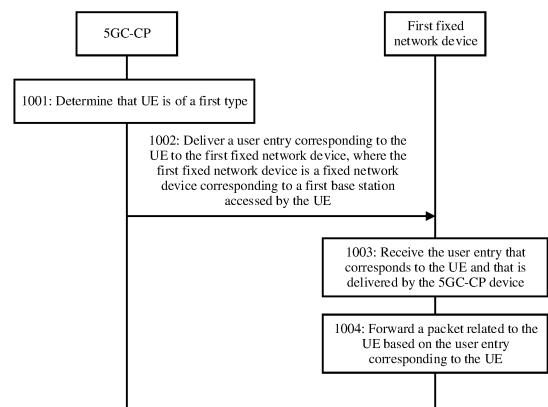 5GC-CP
First fixed
network device
1001: Determine that UE is of a first type
1002: Deliver a user entry corresponding to the
UE to the first fixed network device, where the
first fixed network device is a fixed network
device corresponding to a first base station
accessed by the UE
1003: Receive the user entry that
corresponds to the UE and that is
delivered by the 5GC-CP device
1004: Forward a packet related to the
UE based on the user entry
corresponding to the UE